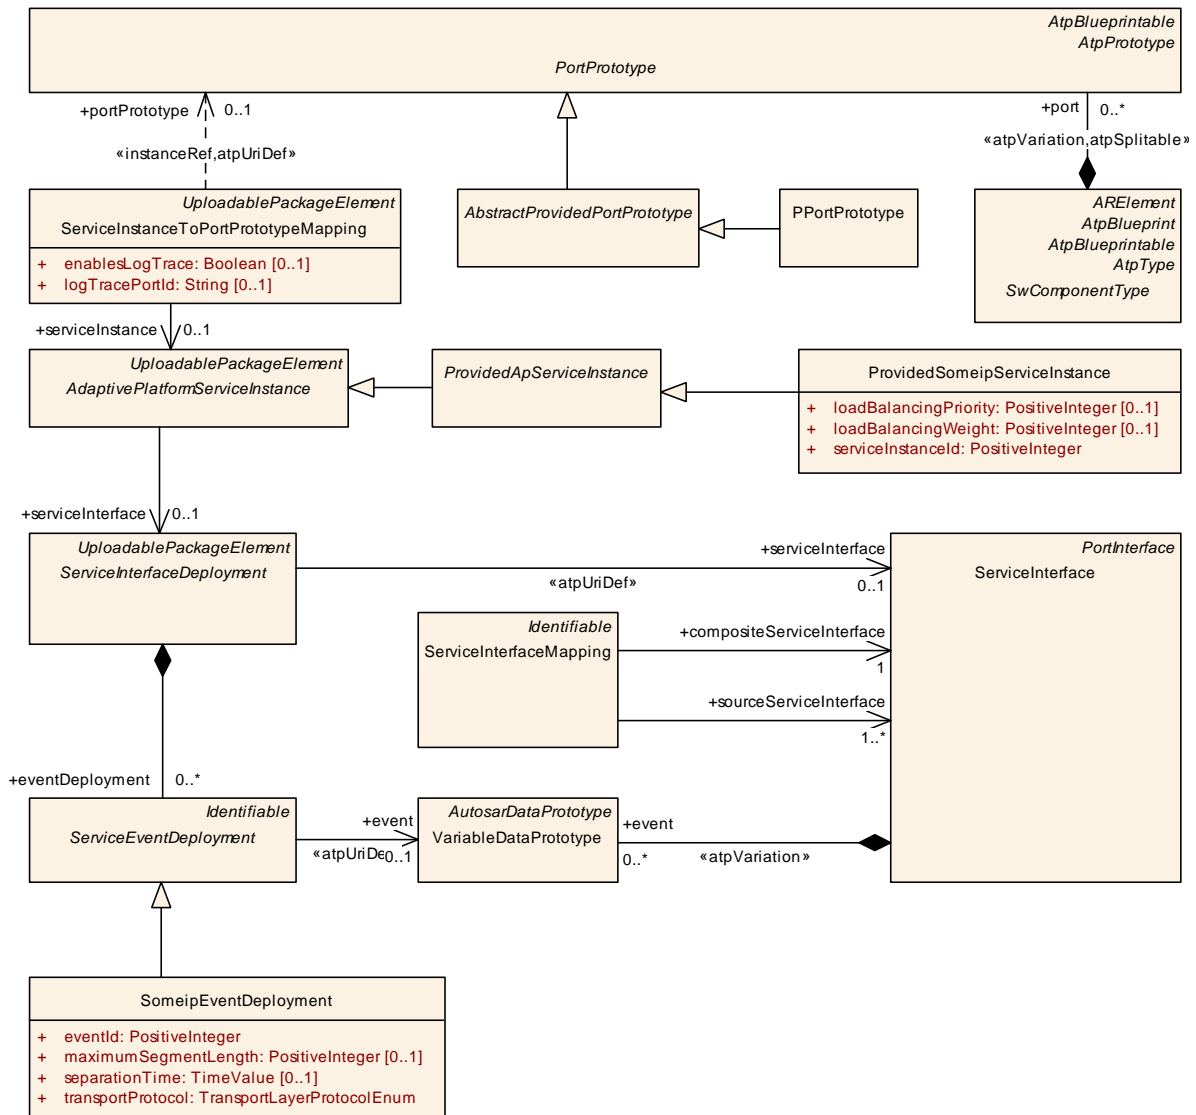 AtpBlueprintable
AtpPrototype
PortPrototype
+portPrototype
0..1
+port
0..*
«instanceRef,atpUriDef»
«atpVariation,atpSplitable»
UploadablePackageElement
ServiceInstanceToPortPrototypeMapping
+ enablesLogTrace: Boolean [0..1]
+ logTracePortId: String [0..1]
AbstractProvidedPortPrototype
PPortPrototype
ARElement
AtpBlueprint
AtpBlueprintable
AtpType
SwComponentType
+serviceInstance
0..1
UploadablePackageElement
AdaptivePlatformServiceInstance
ProvidedApServiceInstance
ProvidedSomeipServiceInstance
+ loadBalancingPriority: PositiveInteger [0..1]
+ loadBalancingWeight: PositiveInteger [0..1]
+ serviceInstanceId: PositiveInteger
+serviceInterface
0..1
UploadablePackageElement
ServiceInterfaceDeployment
+serviceInterface
«atpUriDef»
0..1
PortInterface
ServiceInterface
Identifiable
ServiceInterfaceMapping
+compositeServiceInterface
1
+sourceServiceInterface
1..*
+eventDeployment
0..*
Identifiable
ServiceEventDeployment
+event
«atpUriDe
0..1
AutosarDataPrototype
VariableDataPrototype
+event
0..*
«atpVariation»
SomeipEventDeployment
+ eventId: PositiveInteger
+ maximumSegmentLength: PositiveInteger [0..1]
+ separationTime: TimeValue [0..1]
+ transportProtocol: TransportLayerProtocolEnum